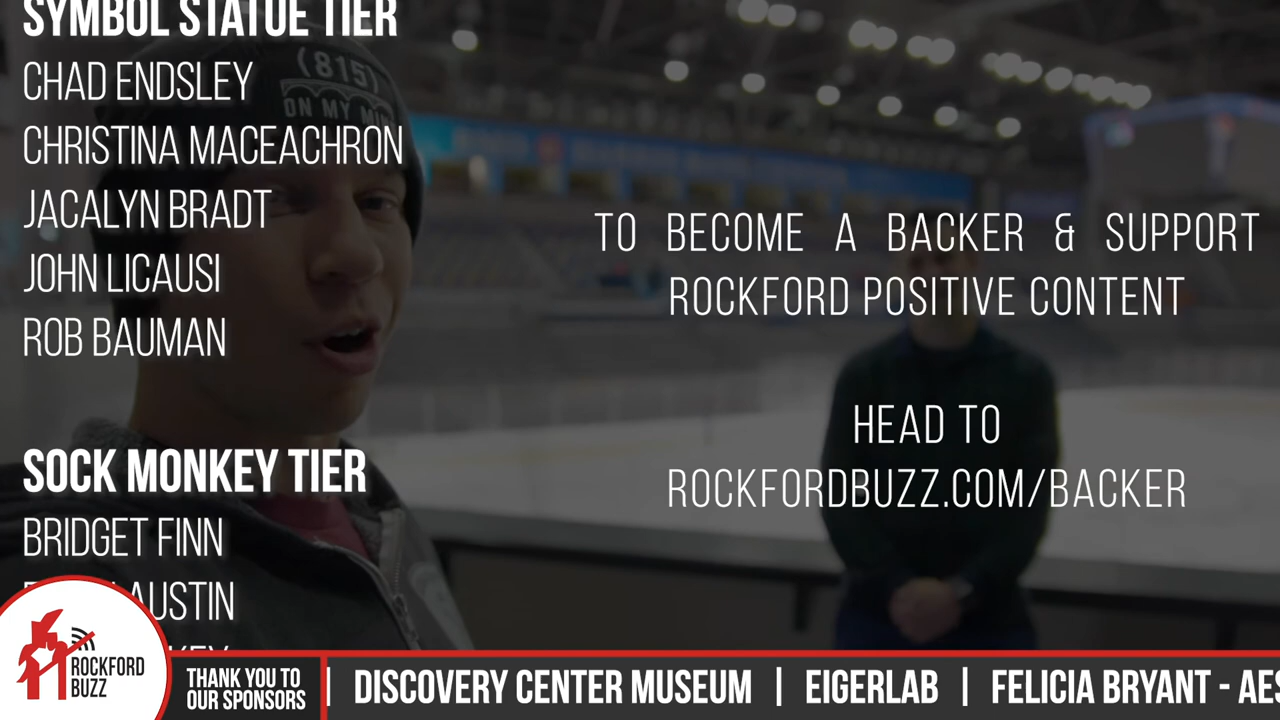 SYMBOL STATUE TIER
CHAD ENDSLEY
CHRISTINA MACEACHRON
JACALYN BRADT
JOHN LICAUSI
ROB BAUMAN
SOCK MONKEY TIER
BRIDGET FINN
AUSTIN
(815)
ON MY
TO BECOME A BACKER & SUPPORT
ROCKFORD POSITIVE CONTENT
HEAD TO
ROCKFORDBUZZ.COM/BACKER
ROCKFORD
BUZZ
THANK YOU TO
OUR SPONSORS
| DISCOVERY CENTER MUSEUM | EIGERLAB | FELICIA BRYANT -